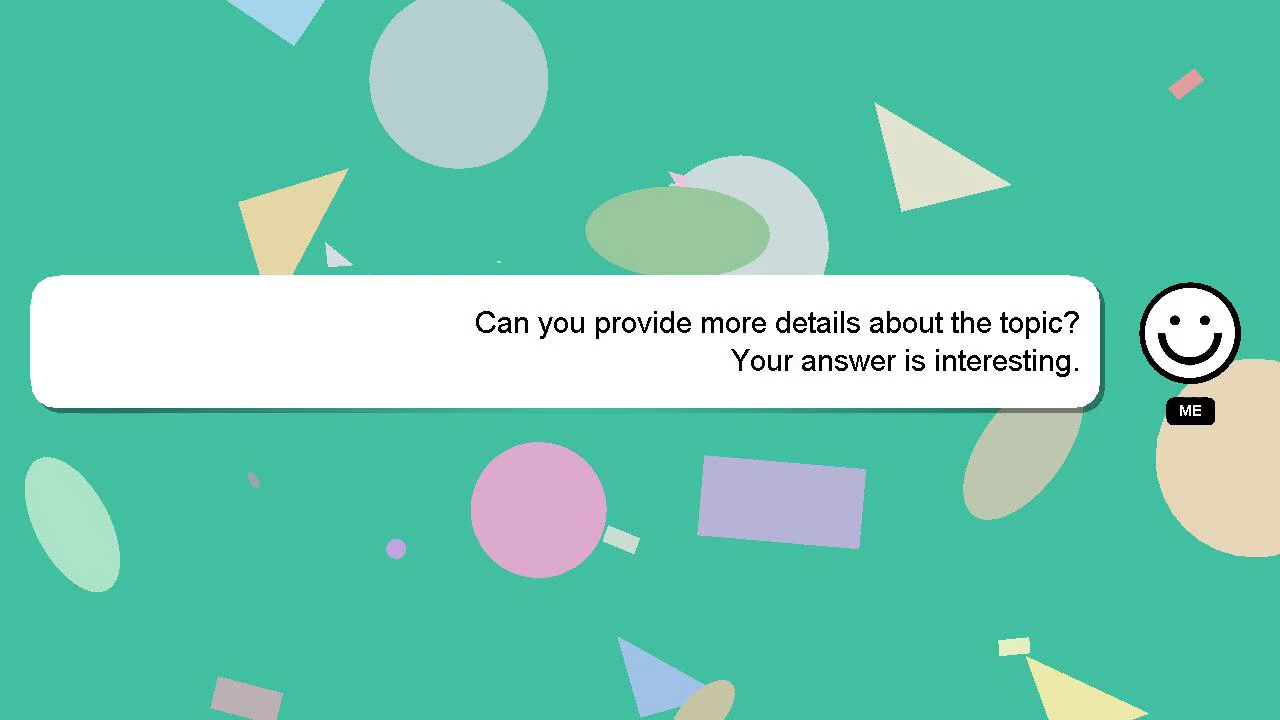 Can you provide more details about the topic?
Your answer is interesting.
ME